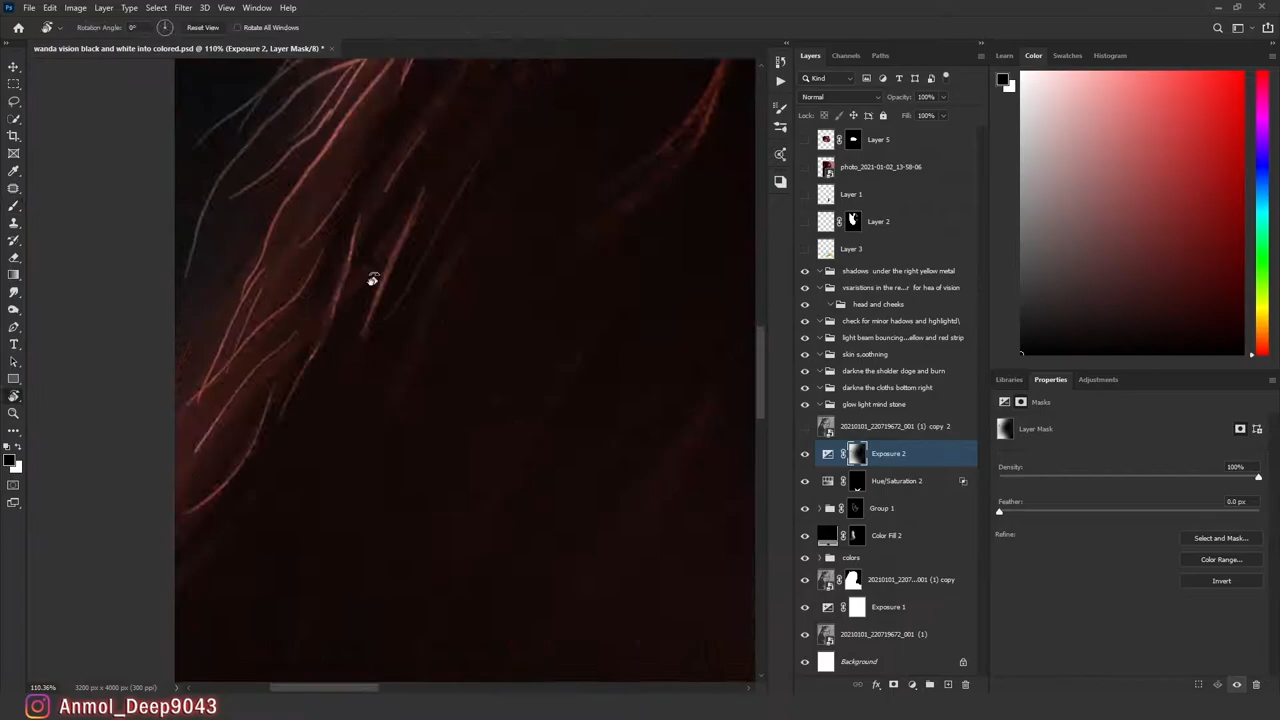 File Edit Image Layer Type Select Filter 3D View Window Help
Rotation Angle: 0° Reset View Rotate All Windows
wanda vision black and white into colored.psd @ 110% (Exposure 2, Layer Mask/8) *
Layers Channels Paths
Kind
Normal Opacity: 100%
Lock: Fill: 100%
Layer 5
photo_2021-01-02_13-58-06
Layer 1
Layer 2
Layer 3
shadows under the right yellow metal
vsaristions in the re...r for hea of vision
head and cheeks
check for minor hadows and hghlightd\
light beam bouncing...ellow and red strip
skin s.oothning
darkne the sholder doge and burn
darkne the cloths bottom right
glow light mind stone
20210101_220719672_001 (1) copy 2
Exposure 2
Hue/Saturation 2
Group 1
Color Fill 2
colors
20210101_2207...001 (1) copy
Exposure 1
20210101_220719672_001 (1)
Background
Learn Color Swatches Histogram
Libraries Properties Adjustments
Masks
Layer Mask
Density: 100%
Feather: 0.0 px
Refine: Select and Mask...
Color Range...
Invert
110.36% 3200 px x 4000 px (300 ppi)
Anmol_Deep9043